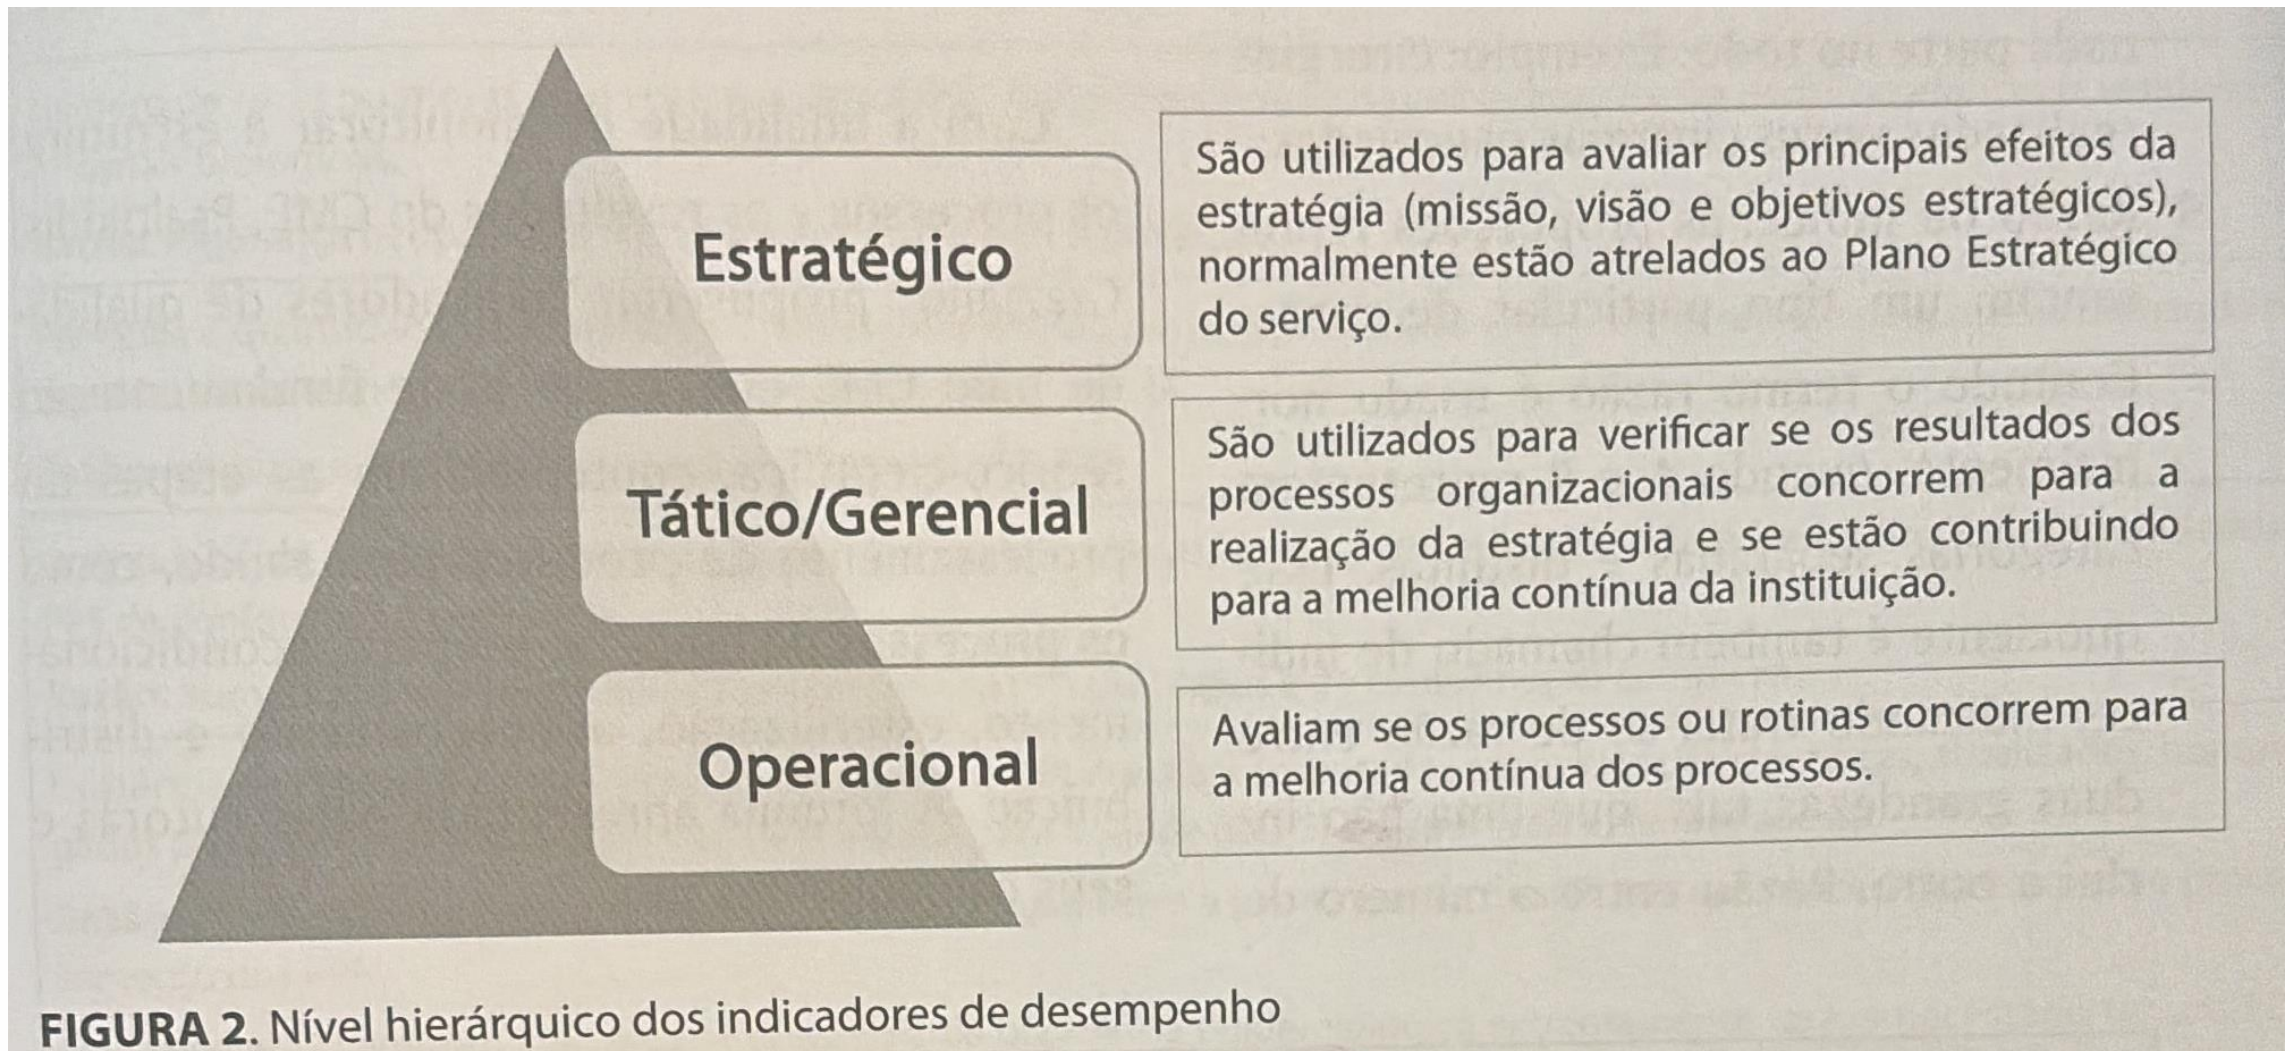 Estratégico
São utilizados para avaliar os principais efeitos da
estratégia (missão, visão e objetivos estratégicos),
normalmente estão atrelados ao Plano Estratégico
do serviço.
Tático/Gerencial
São utilizados para verificar se os resultados dos
processos organizacionais concorrem para a
realização da estratégia e se estão contribuindo
para a melhoria contínua da instituição.
Operacional
Avaliam se os processos ou rotinas concorrem para
a melhoria contínua dos processos.
FIGURA 2. Nível hierárquico dos indicadores de desempenho